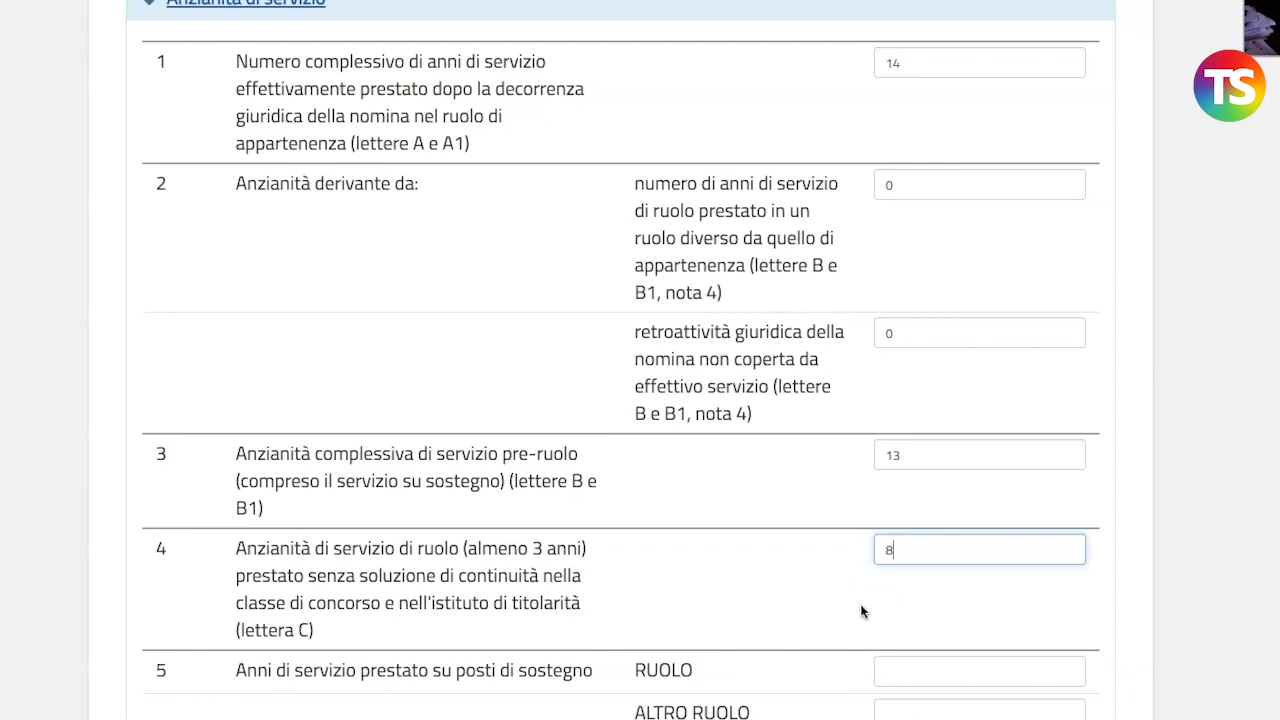 Anzianità di servizio
1
Numero complessivo di anni di servizio
effettivamente prestato dopo la decorrenza
giuridica della nomina nel ruolo di
appartenenza (lettere A e A1)
14
2
Anzianità derivante da:
numero di anni di servizio
di ruolo prestato in un
ruolo diverso da quello di
appartenenza (lettere B e
B1, nota 4)
0
retroattività giuridica della
nomina non coperta da
effettivo servizio (lettere
B e B1, nota 4)
0
3
Anzianità complessiva di servizio pre-ruolo
(compreso il servizio su sostegno) (lettere B e
B1)
13
4
Anzianità di servizio di ruolo (almeno 3 anni)
prestato senza soluzione di continuità nella
classe di concorso e nell'istituto di titolarità
(lettera C)
8
5
Anni di servizio prestato su posti di sostegno
RUOLO
ALTRO RUOLO
TS